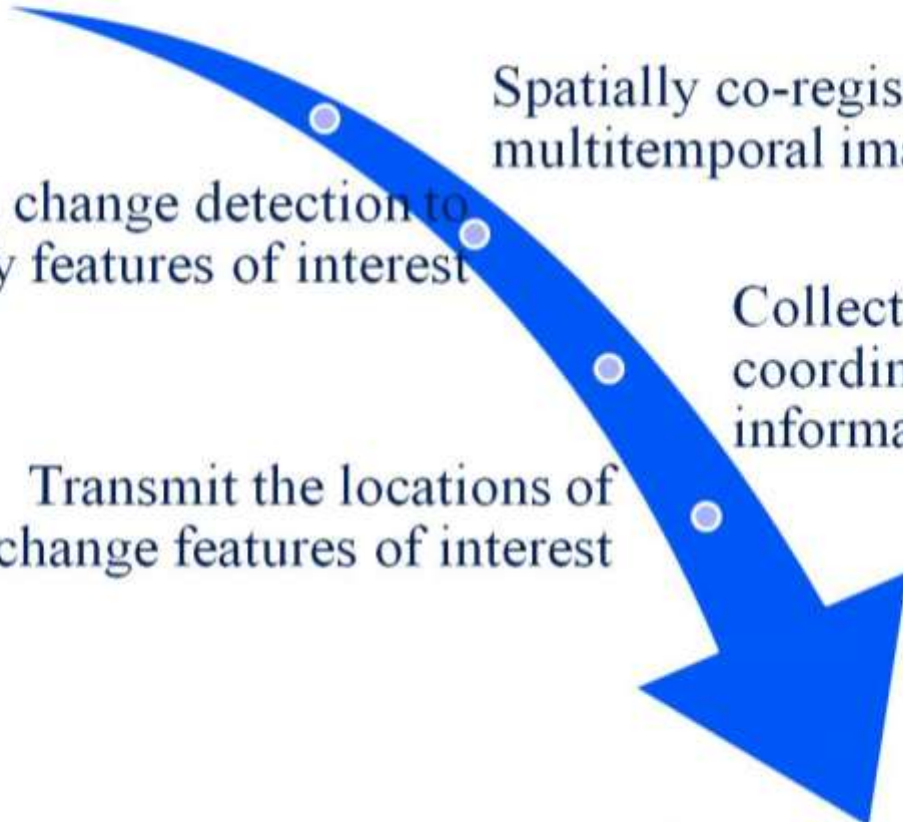 Spatially co-regis
multitemporal ima
change detection to
y features of interest
Collect
coordin
informa
Transmit the locations of
change features of interest